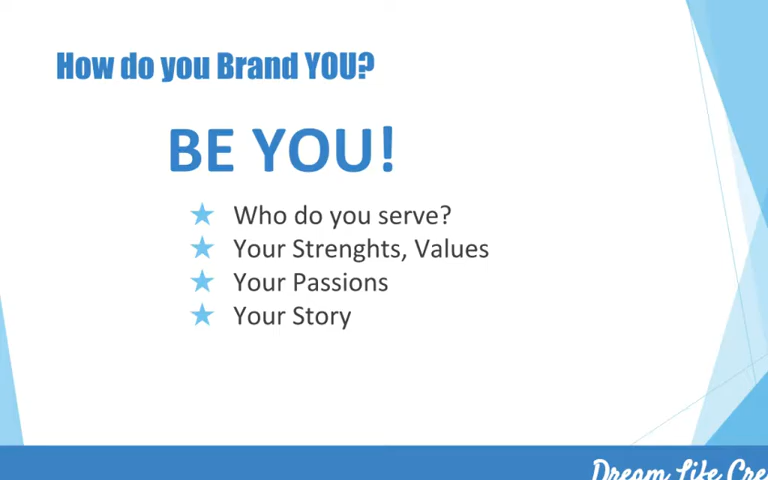 How do you Brand YOU?
BE YOU!
Who do you serve?
Your Strenghts, Values
Your Passions
Your Story
Dream Life Cre